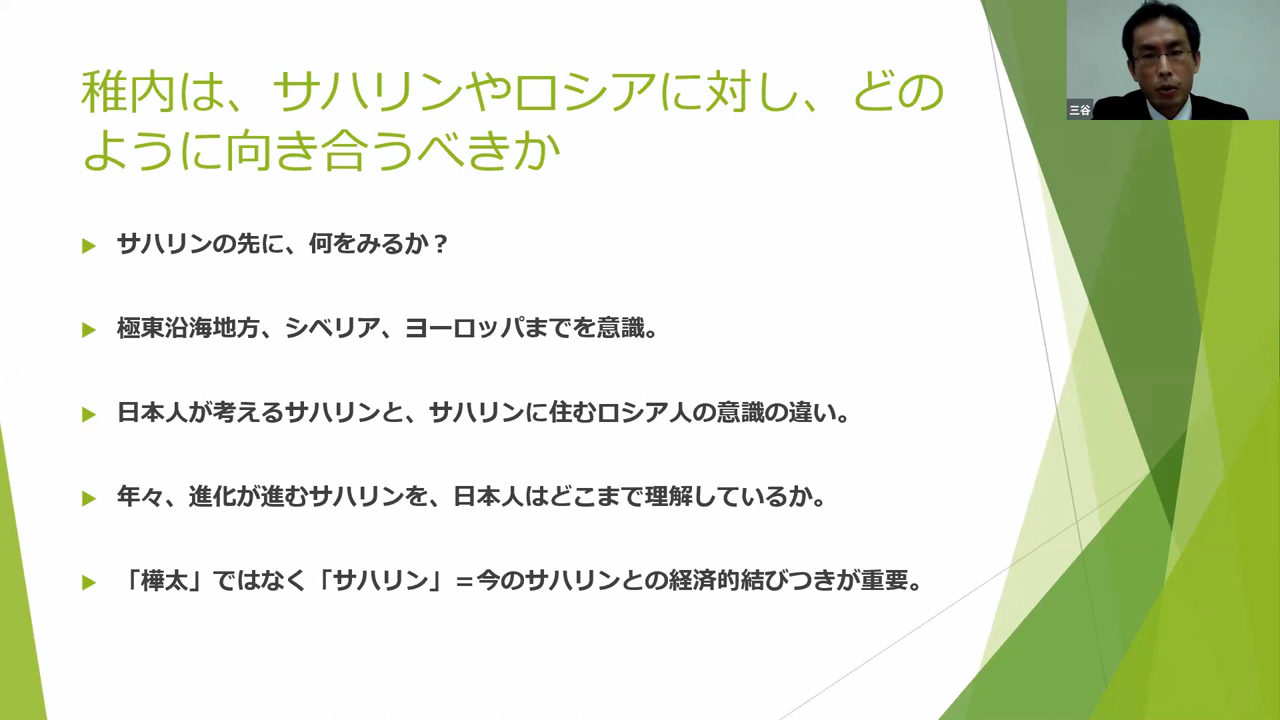 稚内は、サハリンやロシアに対し、どの
ように向き合うべきか
サハリンの先に、何をみるか？
極東沿海地方、シベリア、ヨーロッパまでを意識。
日本人が考えるサハリンと、サハリンに住むロシア人の意識の違い。
年々、進化が進むサハリンを、日本人はどこまで理解しているか。
「樺太」ではなく「サハリン」＝今のサハリンとの経済的結びつきが重要。
三谷